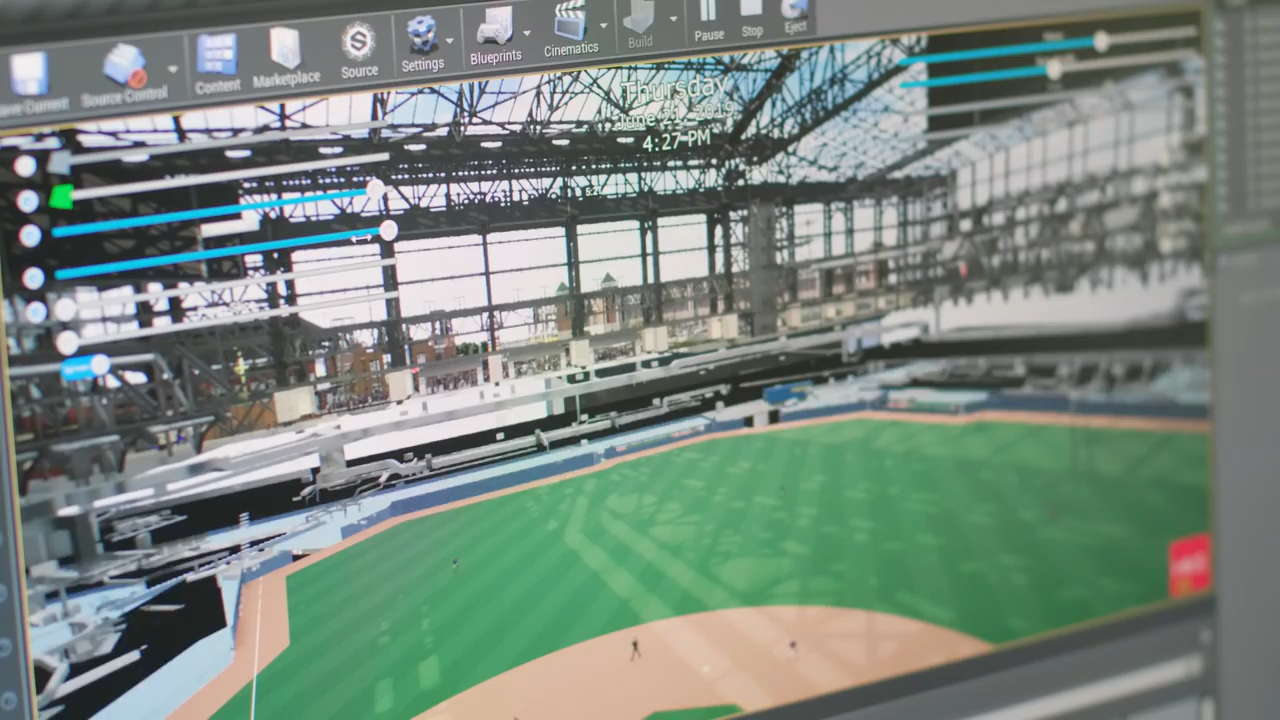 Save Current
Source Control
Content
Marketplace
Source
Settings
Blueprints
Cinematics
Build
Pause
Stop
Eject
Thursday
June 21, 2019
4:27 PM